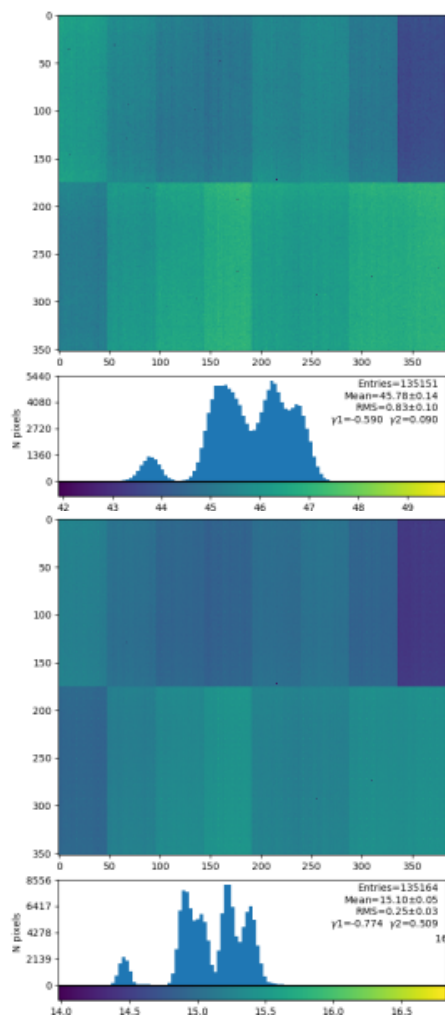 0
50
100
150
200
250
300
350
0 50 100 150 200 250 300 350
5440
4080
2720
1360
0
N pixels
Entries=135151
Mean=45.78±0.14
RMS=0.83±0.10
γ1=-0.590 γ2=0.090
42 43 44 45 46 47 48 49
0
50
100
150
200
250
300
350
0 50 100 150 200 250 300 350
8556
6417
4278
2139
0
N pixels
Entries=135164
Mean=15.10±0.05
RMS=0.25±0.03
γ1=-0.774 γ2=0.509
16
14.0 14.5 15.0 15.5 16.0 16.5